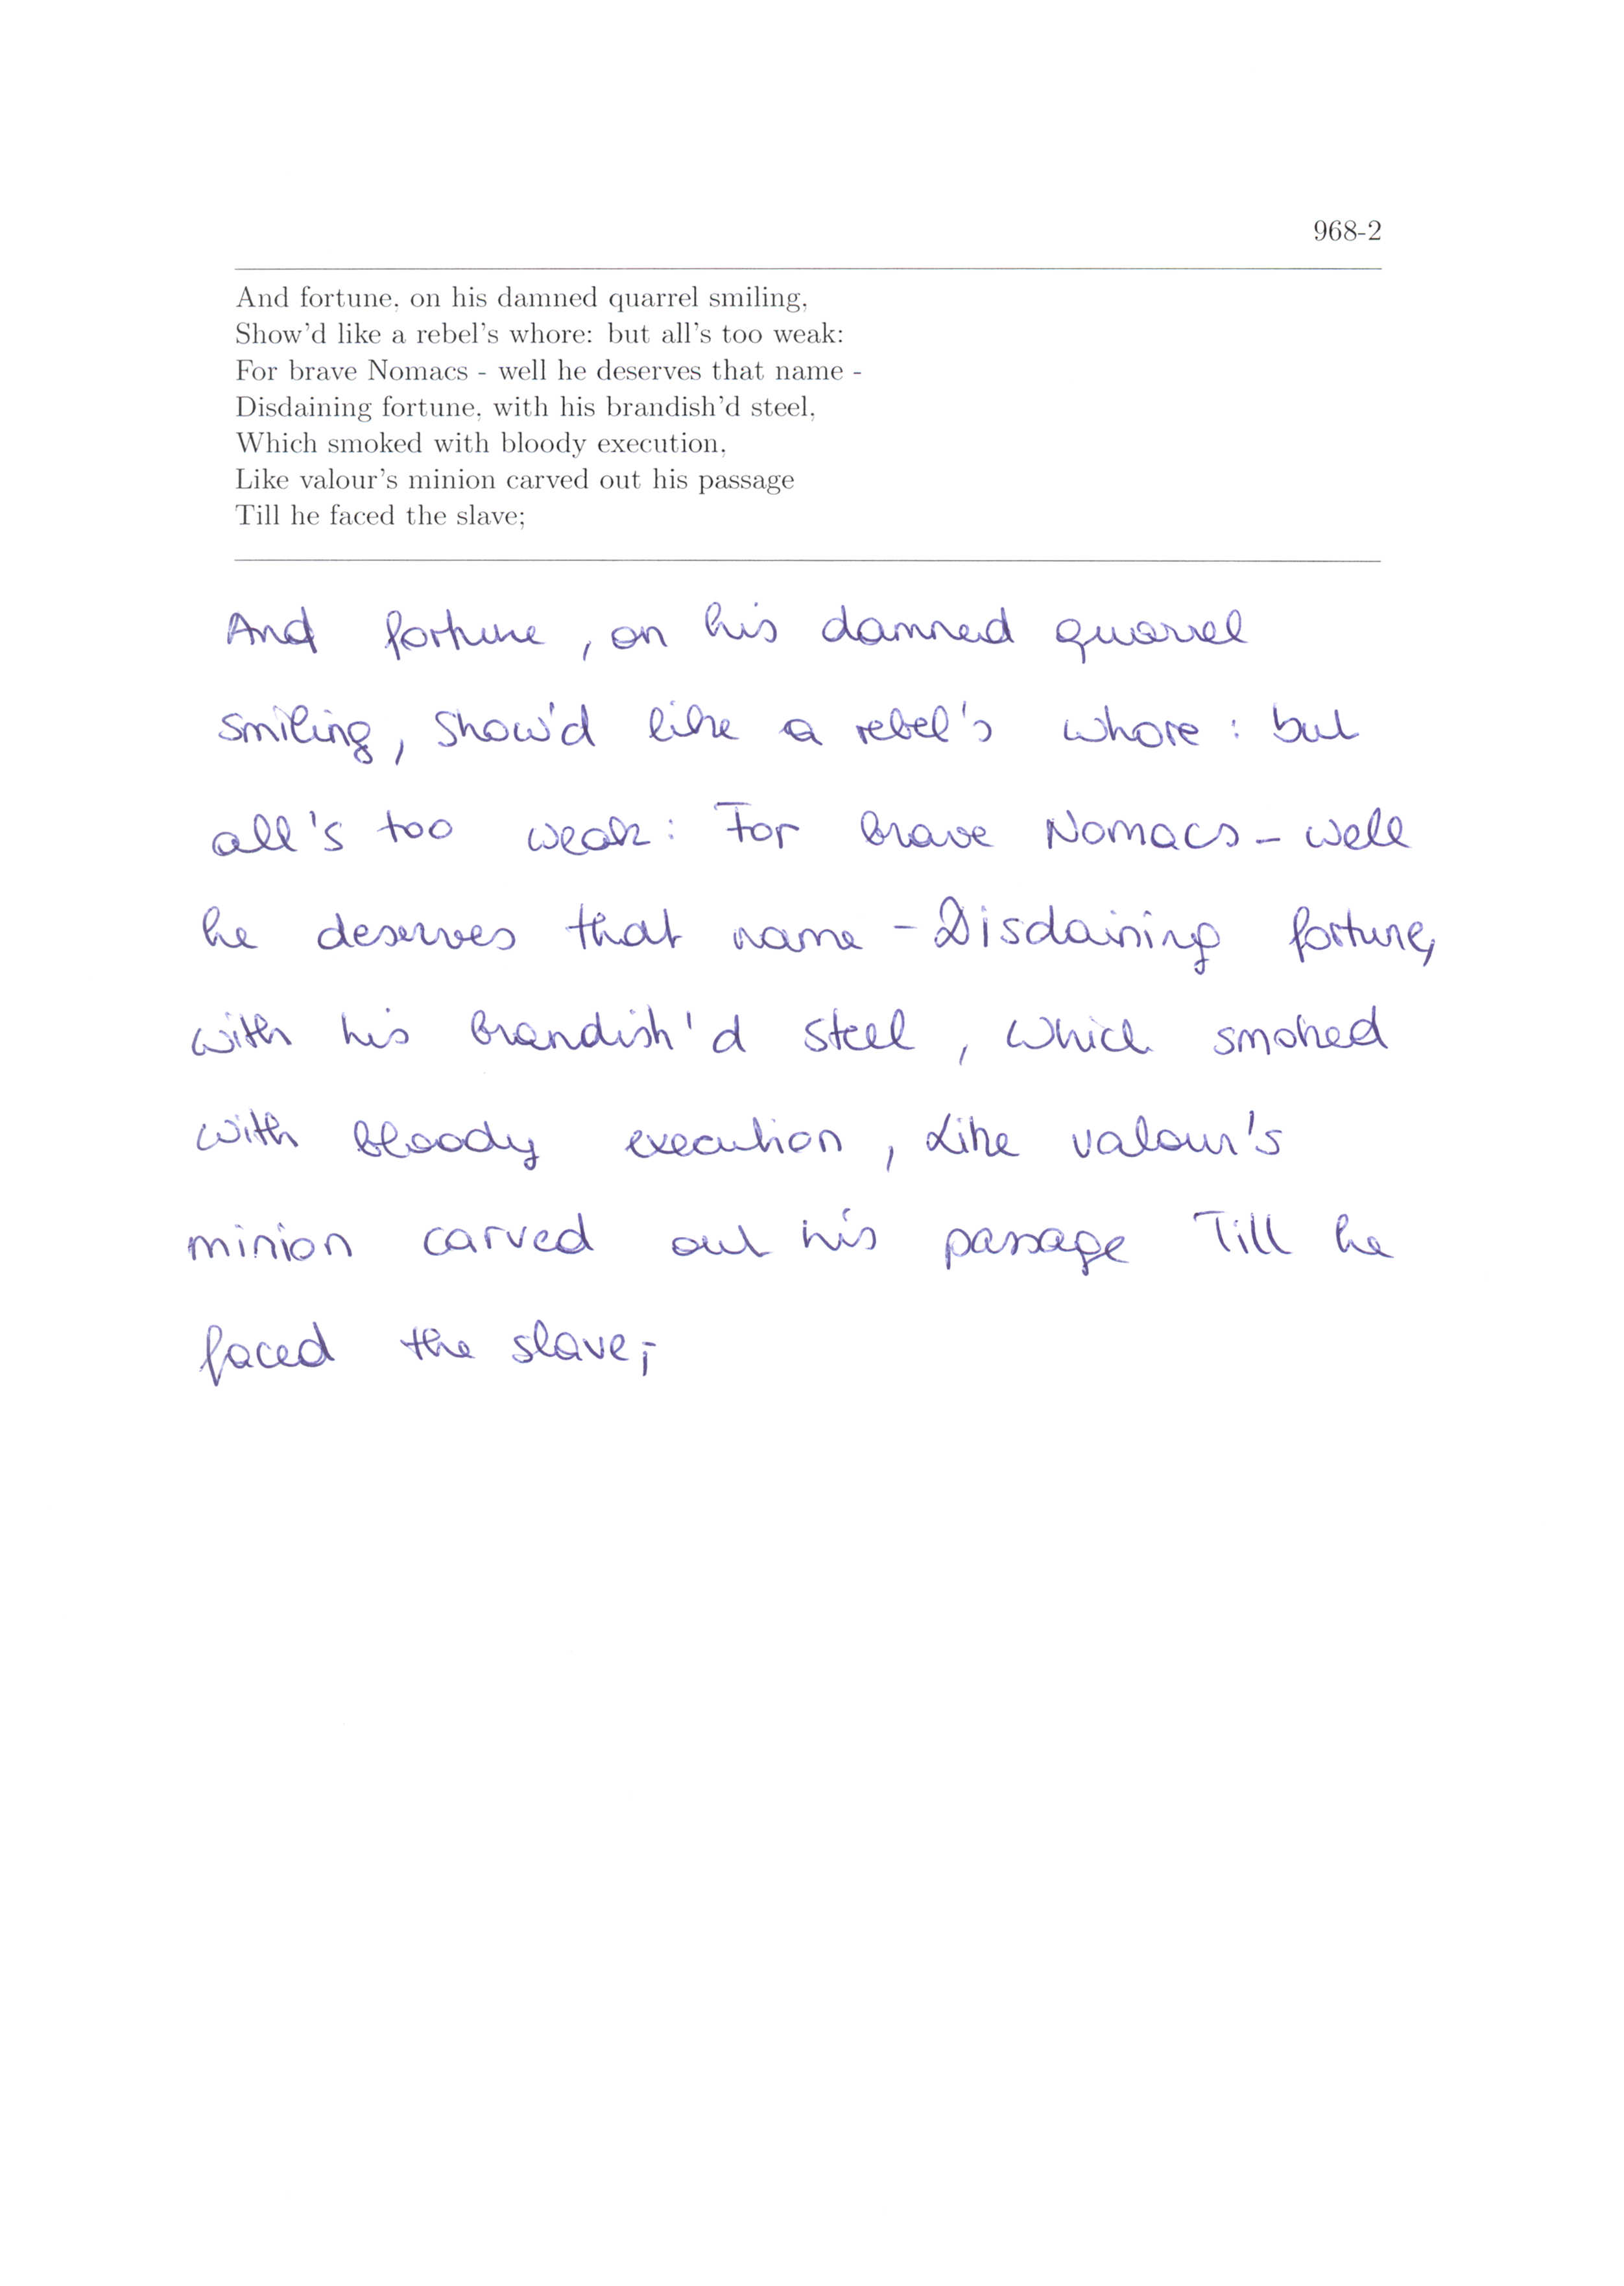 968-2
And fortune, on his damned quarrel smiling,
Show'd like a rebel's whore: but all's too weak:
For brave Nomacs - well he deserves that name -
Disdaining fortune, with his brandish'd steel,
Which smoked with bloody execution,
Like valour's minion carved out his passage
Till he faced the slave;
And fortune, on his damned quarrel
smiling, Show'd like a rebel's whore: but
all's too weak: For brave Nomacs - well
he deserves that name - Disdaining fortune,
with his brandish'd steel, Which smoked
with bloody execution, Like valour's
minion carved out his passage Till he
faced the slave;